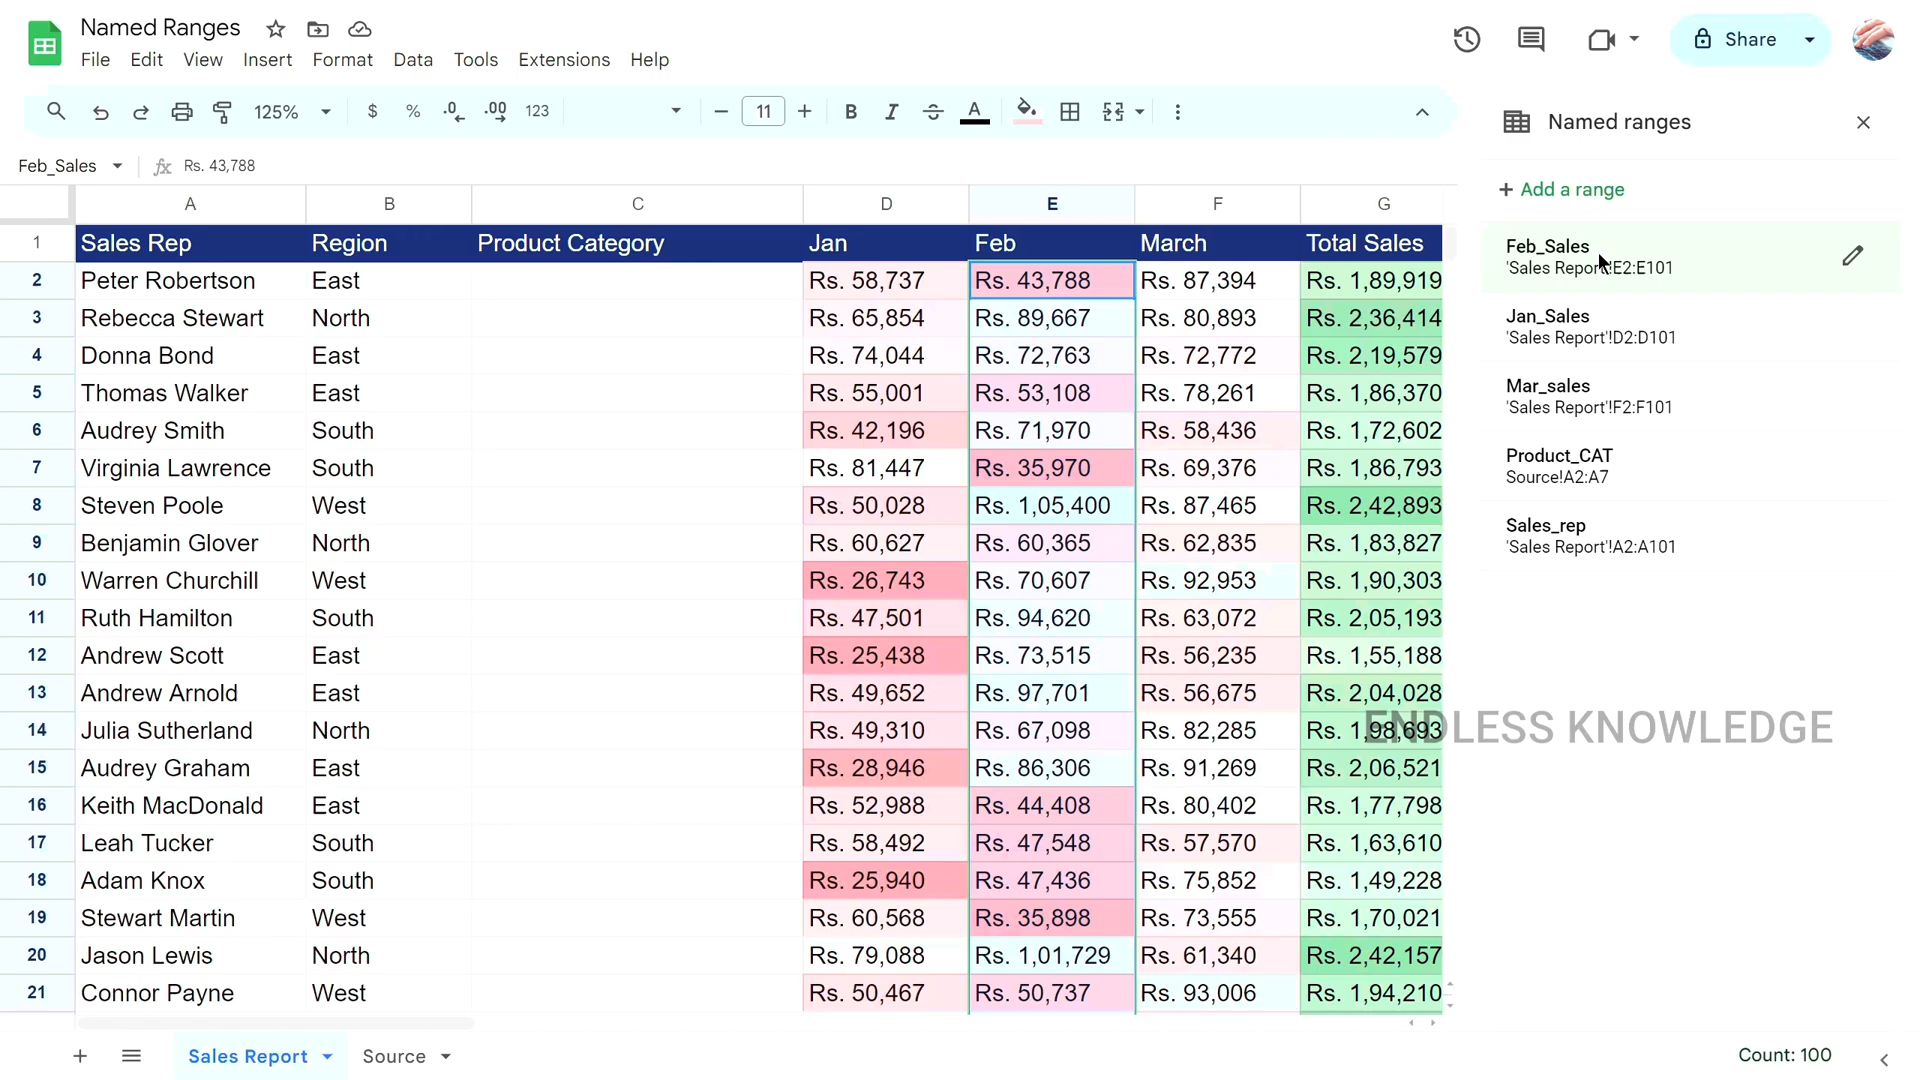 Named Ranges
File Edit View Insert Format Data Tools Extensions Help
Share
125% $ % .0 .00 123 11 B I A
Feb_Sales fx Rs. 43,788
A B C D E F G
1 Sales Rep Region Product Category Jan Feb March Total Sales
2 Peter Robertson East Rs. 58,737 Rs. 43,788 Rs. 87,394 Rs. 1,89,919
3 Rebecca Stewart North Rs. 65,854 Rs. 89,667 Rs. 80,893 Rs. 2,36,414
4 Donna Bond East Rs. 74,044 Rs. 72,763 Rs. 72,772 Rs. 2,19,579
5 Thomas Walker East Rs. 55,001 Rs. 53,108 Rs. 78,261 Rs. 1,86,370
6 Audrey Smith South Rs. 42,196 Rs. 71,970 Rs. 58,436 Rs. 1,72,602
7 Virginia Lawrence South Rs. 81,447 Rs. 35,970 Rs. 69,376 Rs. 1,86,793
8 Steven Poole West Rs. 50,028 Rs. 1,05,400 Rs. 87,465 Rs. 2,42,893
9 Benjamin Glover North Rs. 60,627 Rs. 60,365 Rs. 62,835 Rs. 1,83,827
10 Warren Churchill West Rs. 26,743 Rs. 70,607 Rs. 92,953 Rs. 1,90,303
11 Ruth Hamilton South Rs. 47,501 Rs. 94,620 Rs. 63,072 Rs. 2,05,193
12 Andrew Scott East Rs. 25,438 Rs. 73,515 Rs. 56,235 Rs. 1,55,188
13 Andrew Arnold East Rs. 49,652 Rs. 97,701 Rs. 56,675 Rs. 2,04,028
14 Julia Sutherland North Rs. 49,310 Rs. 67,098 Rs. 82,285 Rs. 1,98,693
15 Audrey Graham East Rs. 28,946 Rs. 86,306 Rs. 91,269 Rs. 2,06,521
16 Keith MacDonald East Rs. 52,988 Rs. 44,408 Rs. 80,402 Rs. 1,77,798
17 Leah Tucker South Rs. 58,492 Rs. 47,548 Rs. 57,570 Rs. 1,63,610
18 Adam Knox South Rs. 25,940 Rs. 47,436 Rs. 75,852 Rs. 1,49,228
19 Stewart Martin West Rs. 60,568 Rs. 35,898 Rs. 73,555 Rs. 1,70,021
20 Jason Lewis North Rs. 79,088 Rs. 1,01,729 Rs. 61,340 Rs. 2,42,157
21 Connor Payne West Rs. 50,467 Rs. 50,737 Rs. 93,006 Rs. 1,94,210
Named ranges
+ Add a range
Feb_Sales
'Sales Report'!E2:E101
Jan_Sales
'Sales Report'!D2:D101
Mar_sales
'Sales Report'!F2:F101
Product_CAT
Source!A2:A7
Sales_rep
'Sales Report'!A2:A101
ENDLESS KNOWLEDGE
Sales Report Source
Count: 100